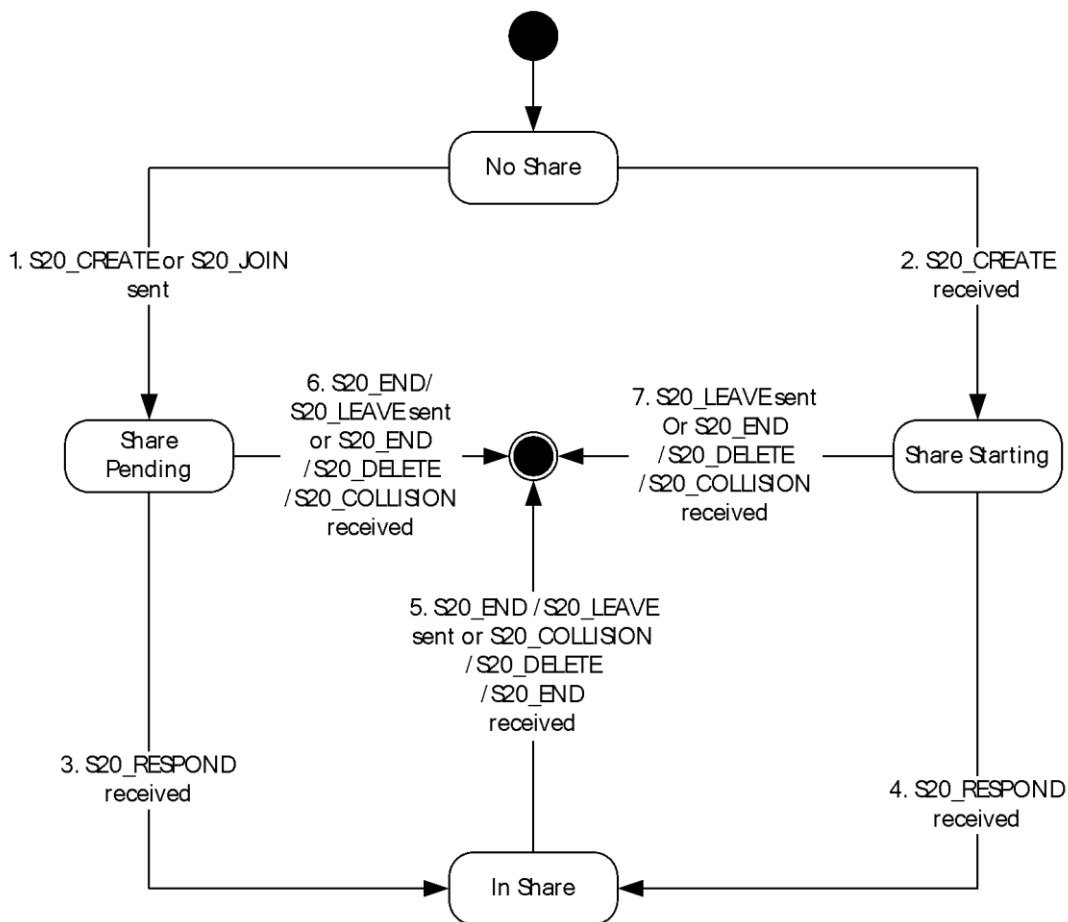 No Share
1. S20_CREATE or S20_JOIN
sent
2. S20_CREATE
received
6. S20_END/
S20_LEAVE sent
or S20_END
/S20_DELETE
/S20_COLLISION
received
7. S20_LEAVE sent
Or S20_END
/S20_DELETE
/S20_COLLISION
received
Share
Pending
Share Starting
5. S20_END / S20_LEAVE
sent or S20_COLLISION
/ S20_DELETE
/ S20_END
received
3. S20_RESPOND
received
4. S20_RESPOND
received
In Share